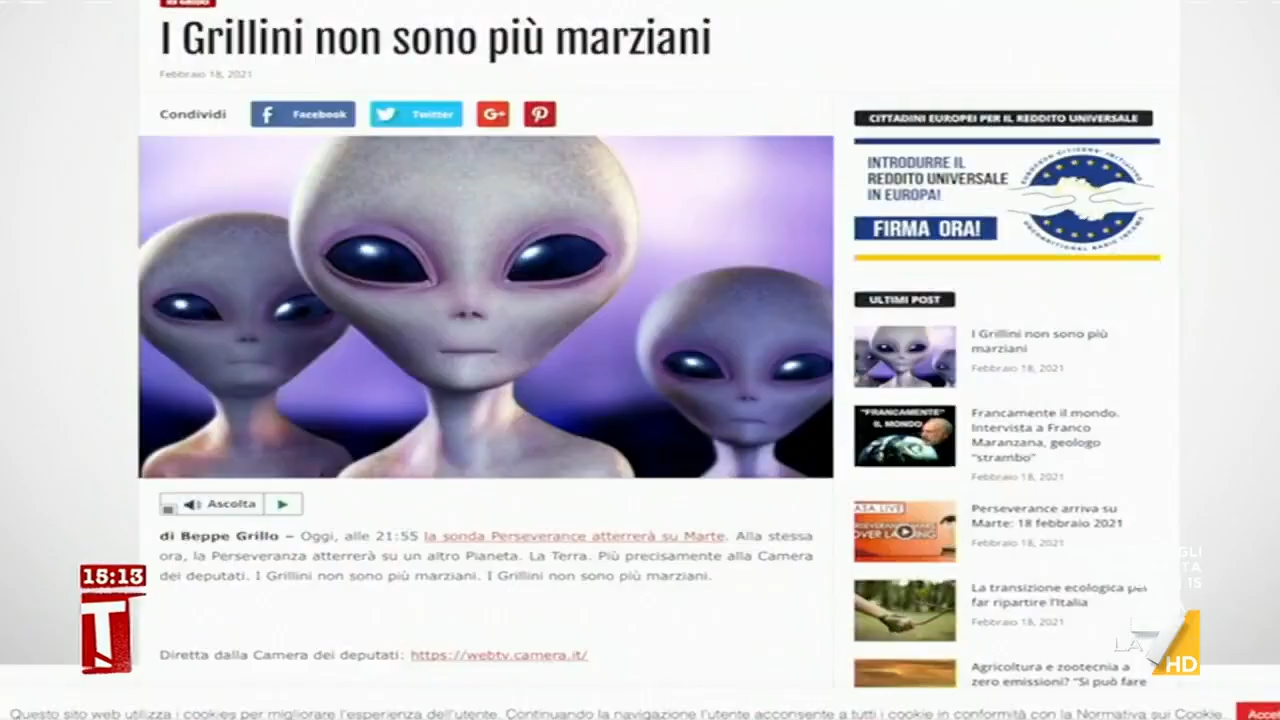 I Grillini non sono più marziani
Febbraio 18, 2021
Condividi
Facebook
Twitter
G+
CITTADINI EUROPEI PER IL REDDITO UNIVERSALE
INTRODURRE IL
REDDITO UNIVERSALE
IN EUROPA!
FIRMA ORA!
ULTIMI POST
I Grillini non sono più
marziani
Febbraio 18, 2021
"FRANCAMENTE"
IL MONDO
Francamente il mondo.
Intervista a Franco
Maranzana, geologo
"strambo"
Febbraio 18, 2021
Perseverance arriva su
Marte: 18 febbraio 2021
Febbraio 18, 2021
La transizione ecologica per
far ripartire l'Italia
Febbraio 18, 2021
Agricoltura e zootecnia a
zero emissioni? "Si può fare
Ascolta
di Beppe Grillo – Oggi, alle 21:55 la sonda Perseverance atterrerà su Marte. Alla stessa
ora, la Perseveranza atterrerà su un altro Pianeta. La Terra. Più precisamente alla Camera
dei deputati. I Grillini non sono più marziani. I Grillini non sono più marziani.
Diretta dalla Camera dei deputati: https://webtv.camera.it/
15:13
T
GLI
TA
15
LA7
HD
Questo sito web utilizza i cookies per migliorare l'esperienza dell'utente. Continuando la navigazione l'utente acconsente a tutti i cookie in conformità con la Normativa sui Cookie.